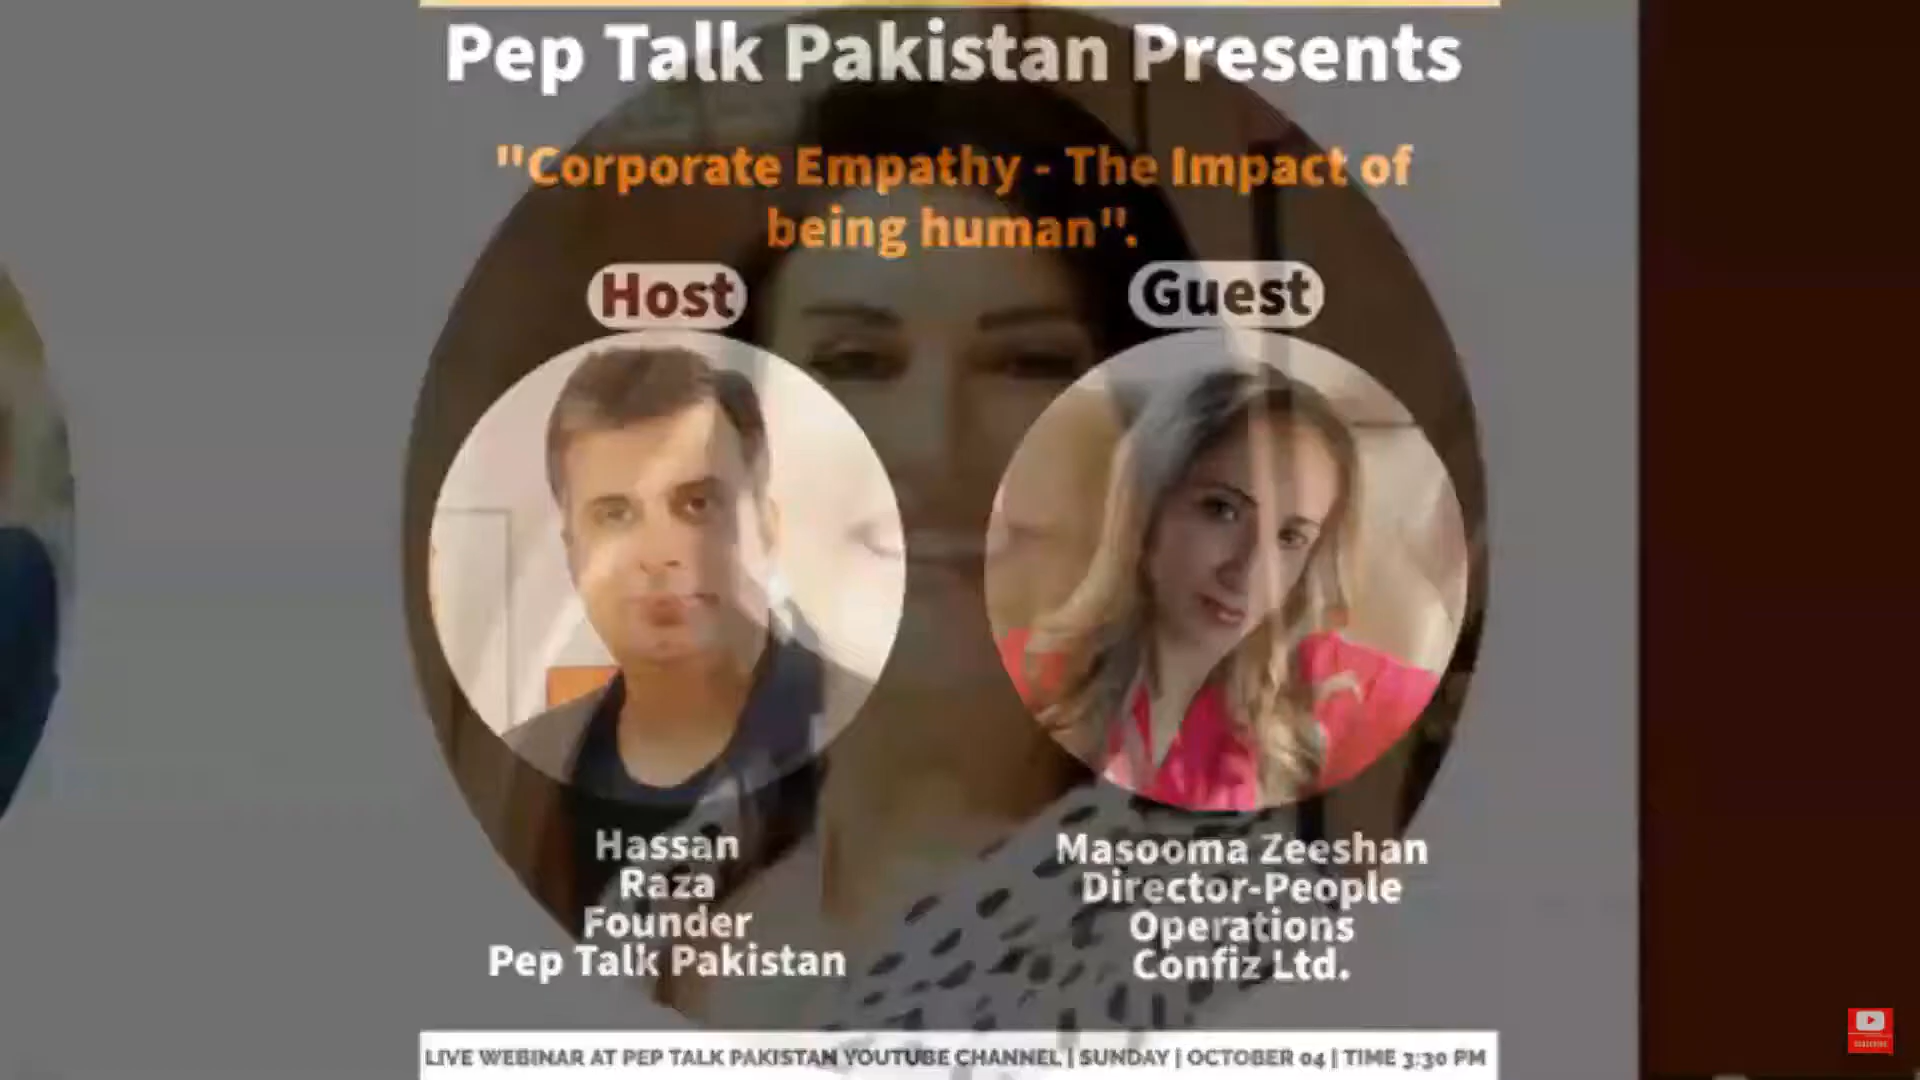 Pep Talk Pakistan Presents
"Corporate Empathy - The Impact of
being human".
Host
Guest
Hassan
Raza
Founder
Pep Talk Pakistan
Masooma Zeeshan
Director-People
Operations
Confiz Ltd.
LIVE WEBINAR AT PEP TALK PAKISTAN YOUTUBE CHANNEL | SUNDAY | OCTOBER 04 | TIME 3:30 PM
SUBSCRIBE